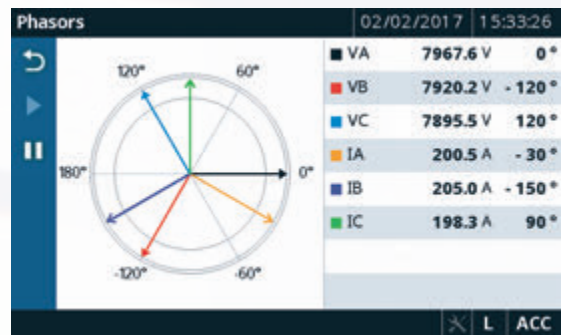 Phasors 02/02/2017 15:33:26
120° 60°
180° 0°
-120° -60°
VA 7967.6 V 0°
VB 7920.2 V - 120°
VC 7895.5 V 120°
IA 200.5 A - 30°
IB 205.0 A - 150°
IC 198.3 A 90°
L ACC